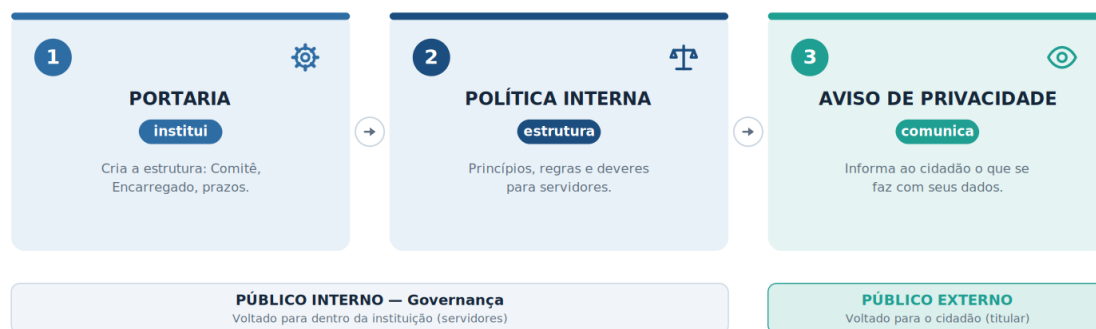 1
PORTARIA
institui
Cria a estrutura: Comitê,
Encarregado, prazos.
2
POLÍTICA INTERNA
estrutura
Princípios, regras e deveres
para servidores.
3
AVISO DE PRIVACIDADE
comunica
Informa ao cidadão o que se
faz com seus dados.
PÚBLICO INTERNO — Governança
Voltado para dentro da instituição (servidores)
PÚBLICO EXTERNO
Voltado para o cidadão (titular)